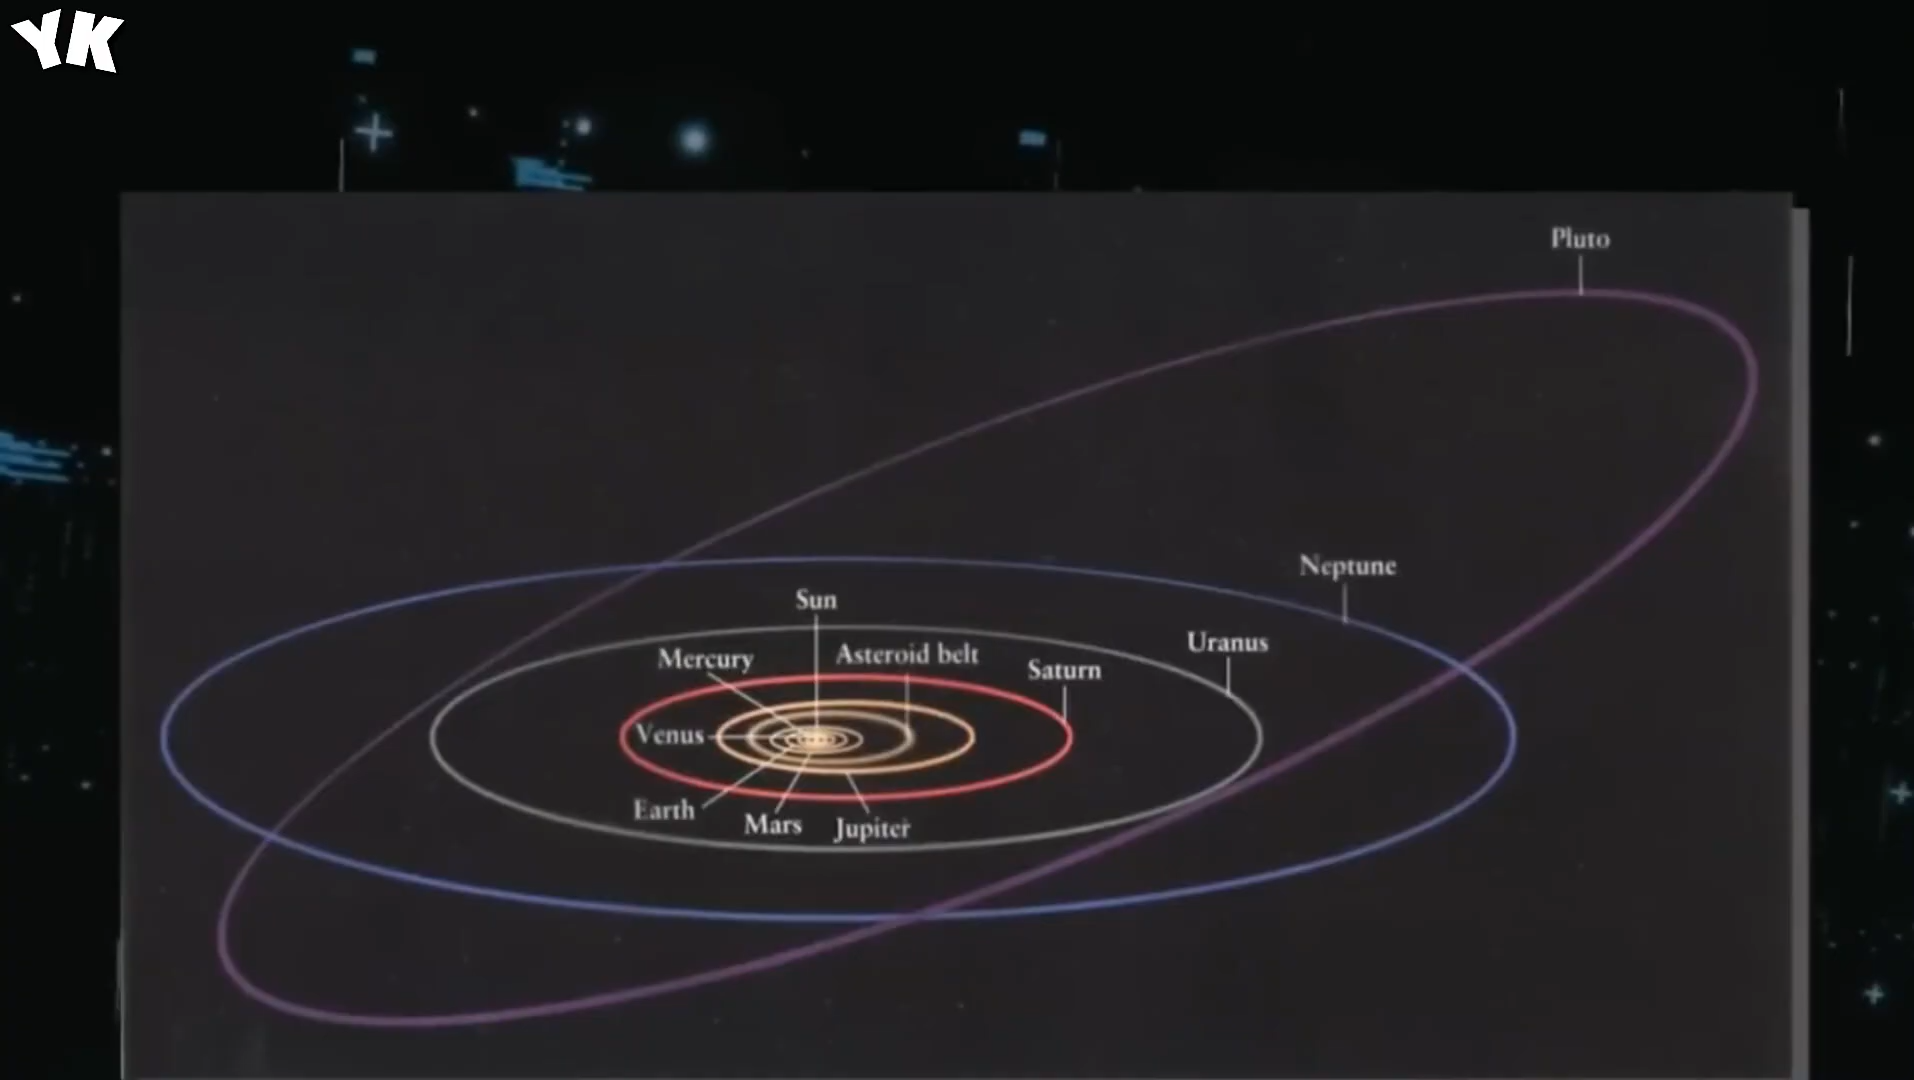 YK
Pluto
Neptune
Sun
Uranus
Mercury
Asteroid belt
Saturn
Venus
Earth
Mars
Jupiter